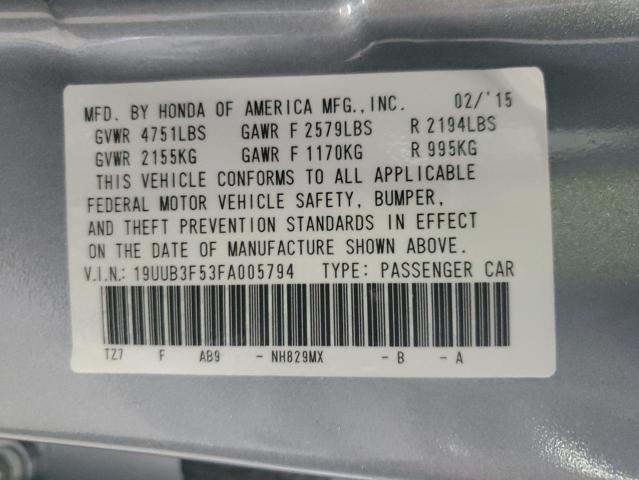 MFD. BY HONDA OF AMERICA MFG.,INC. 02/'15
GVWR 4751LBS GAWR F 2579LBS R 2194LBS
GVWR 2155KG GAWR F 1170KG R 995KG
THIS VEHICLE CONFORMS TO ALL APPLICABLE
FEDERAL MOTOR VEHICLE SAFETY, BUMPER,
AND THEFT PREVENTION STANDARDS IN EFFECT
ON THE DATE OF MANUFACTURE SHOWN ABOVE.
V.I.N.: 19UUB3F53FA005794 TYPE: PASSENGER CAR
TZ7 F AB9 - NH829MX - B - A